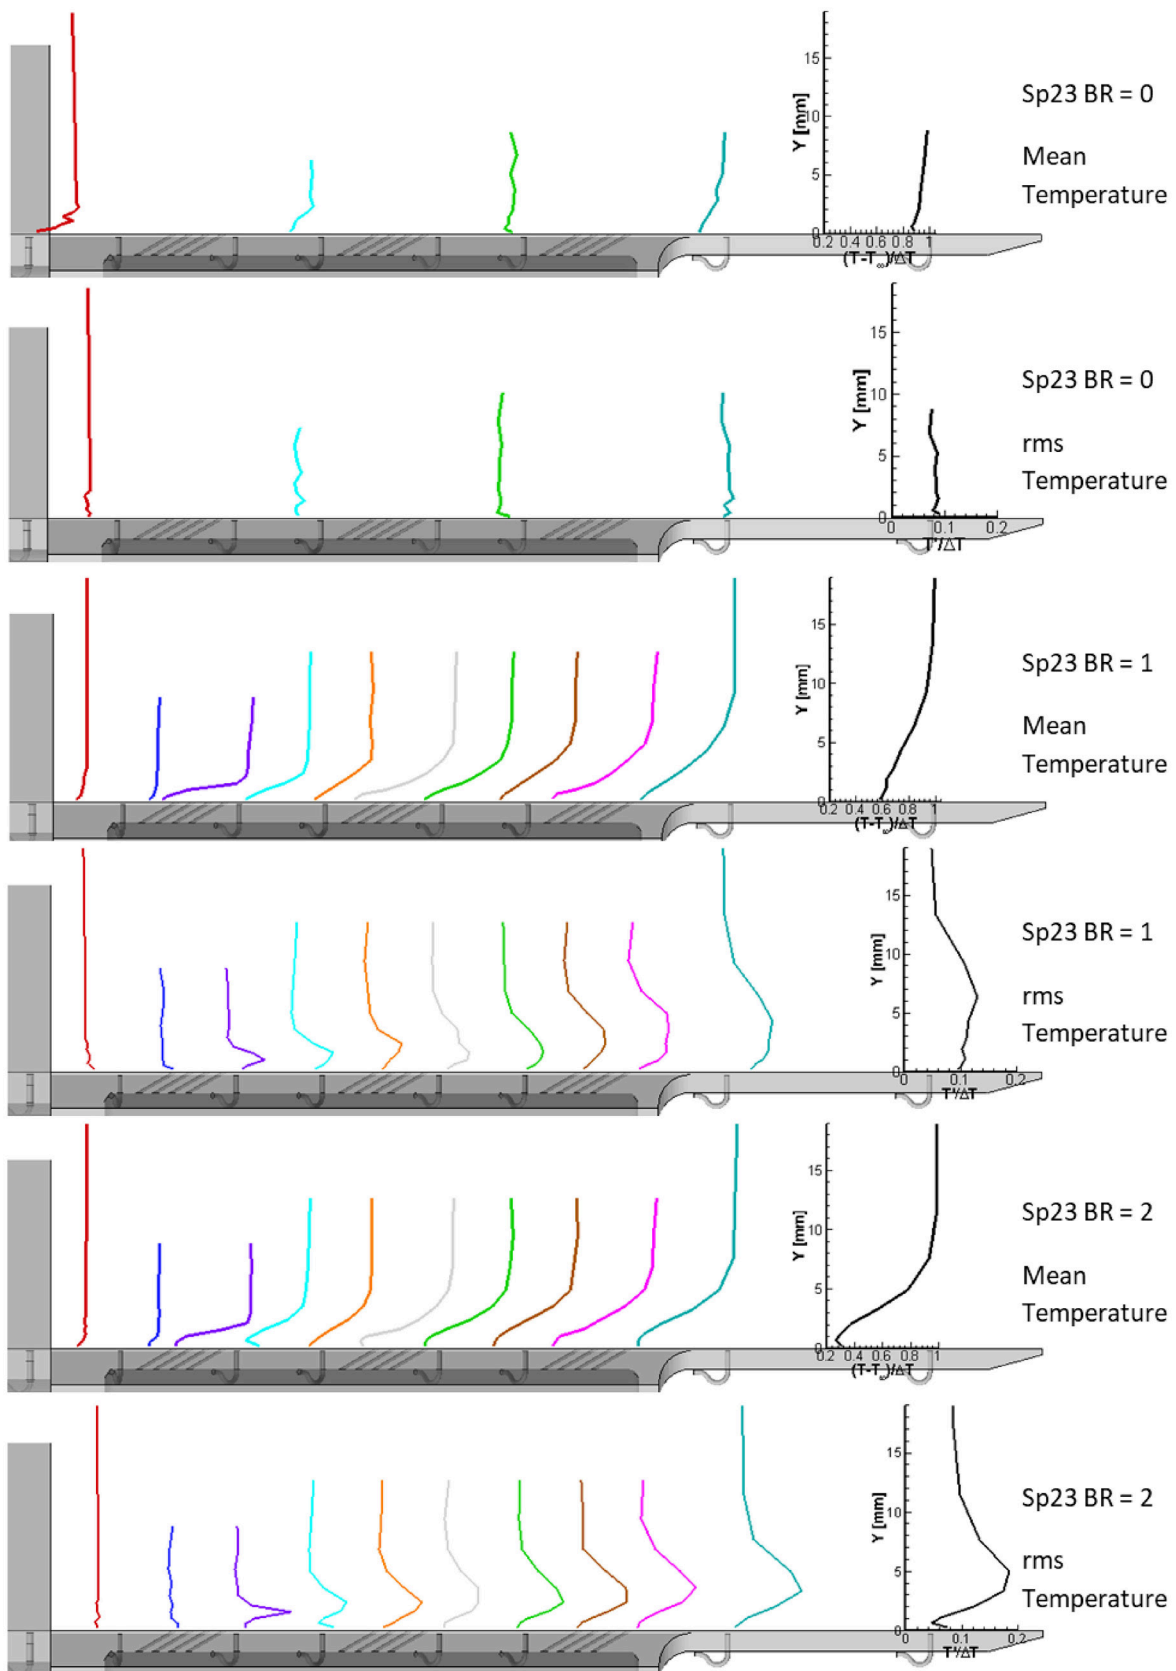 15
Y [mm]
10
5
0
0.2 0.4 0.6 0.8 1
(T-T∞)/ΔT
Sp23 BR = 0
Mean
Temperature
15
Y [mm]
10
5
0
0 0.1 0.2
T'/ΔT
Sp23 BR = 0
rms
Temperature
15
Y [mm]
10
5
0
0.2 0.4 0.6 0.8 1
(T-T∞)/ΔT
Sp23 BR = 1
Mean
Temperature
15
Y [mm]
10
5
0
0 0.1 0.2
T'/ΔT
Sp23 BR = 1
rms
Temperature
15
Y [mm]
10
5
0
0.2 0.4 0.6 0.8 1
(T-T∞)/ΔT
Sp23 BR = 2
Mean
Temperature
15
Y [mm]
10
5
0
0 0.1 0.2
T'/ΔT
Sp23 BR = 2
rms
Temperature